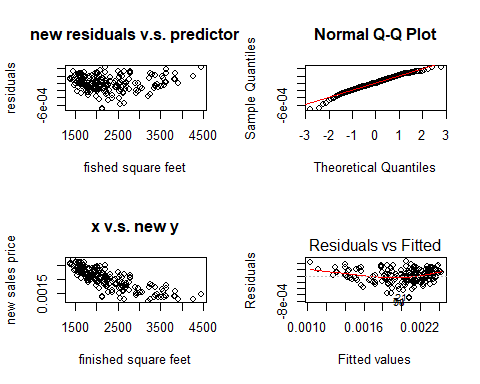 new residuals v.s. predictor
residuals
-6e-04
1500 2500 3500 4500
fished square feet
Normal Q-Q Plot
Sample Quantiles
-6e-04
-3 -2 -1 0 1 2 3
Theoretical Quantiles
x v.s. new y
new sales price
0.0015
1500 2500 3500 4500
finished square feet
Residuals vs Fitted
Residuals
-8e-04
0.0010 0.0016 0.0022
Fitted values